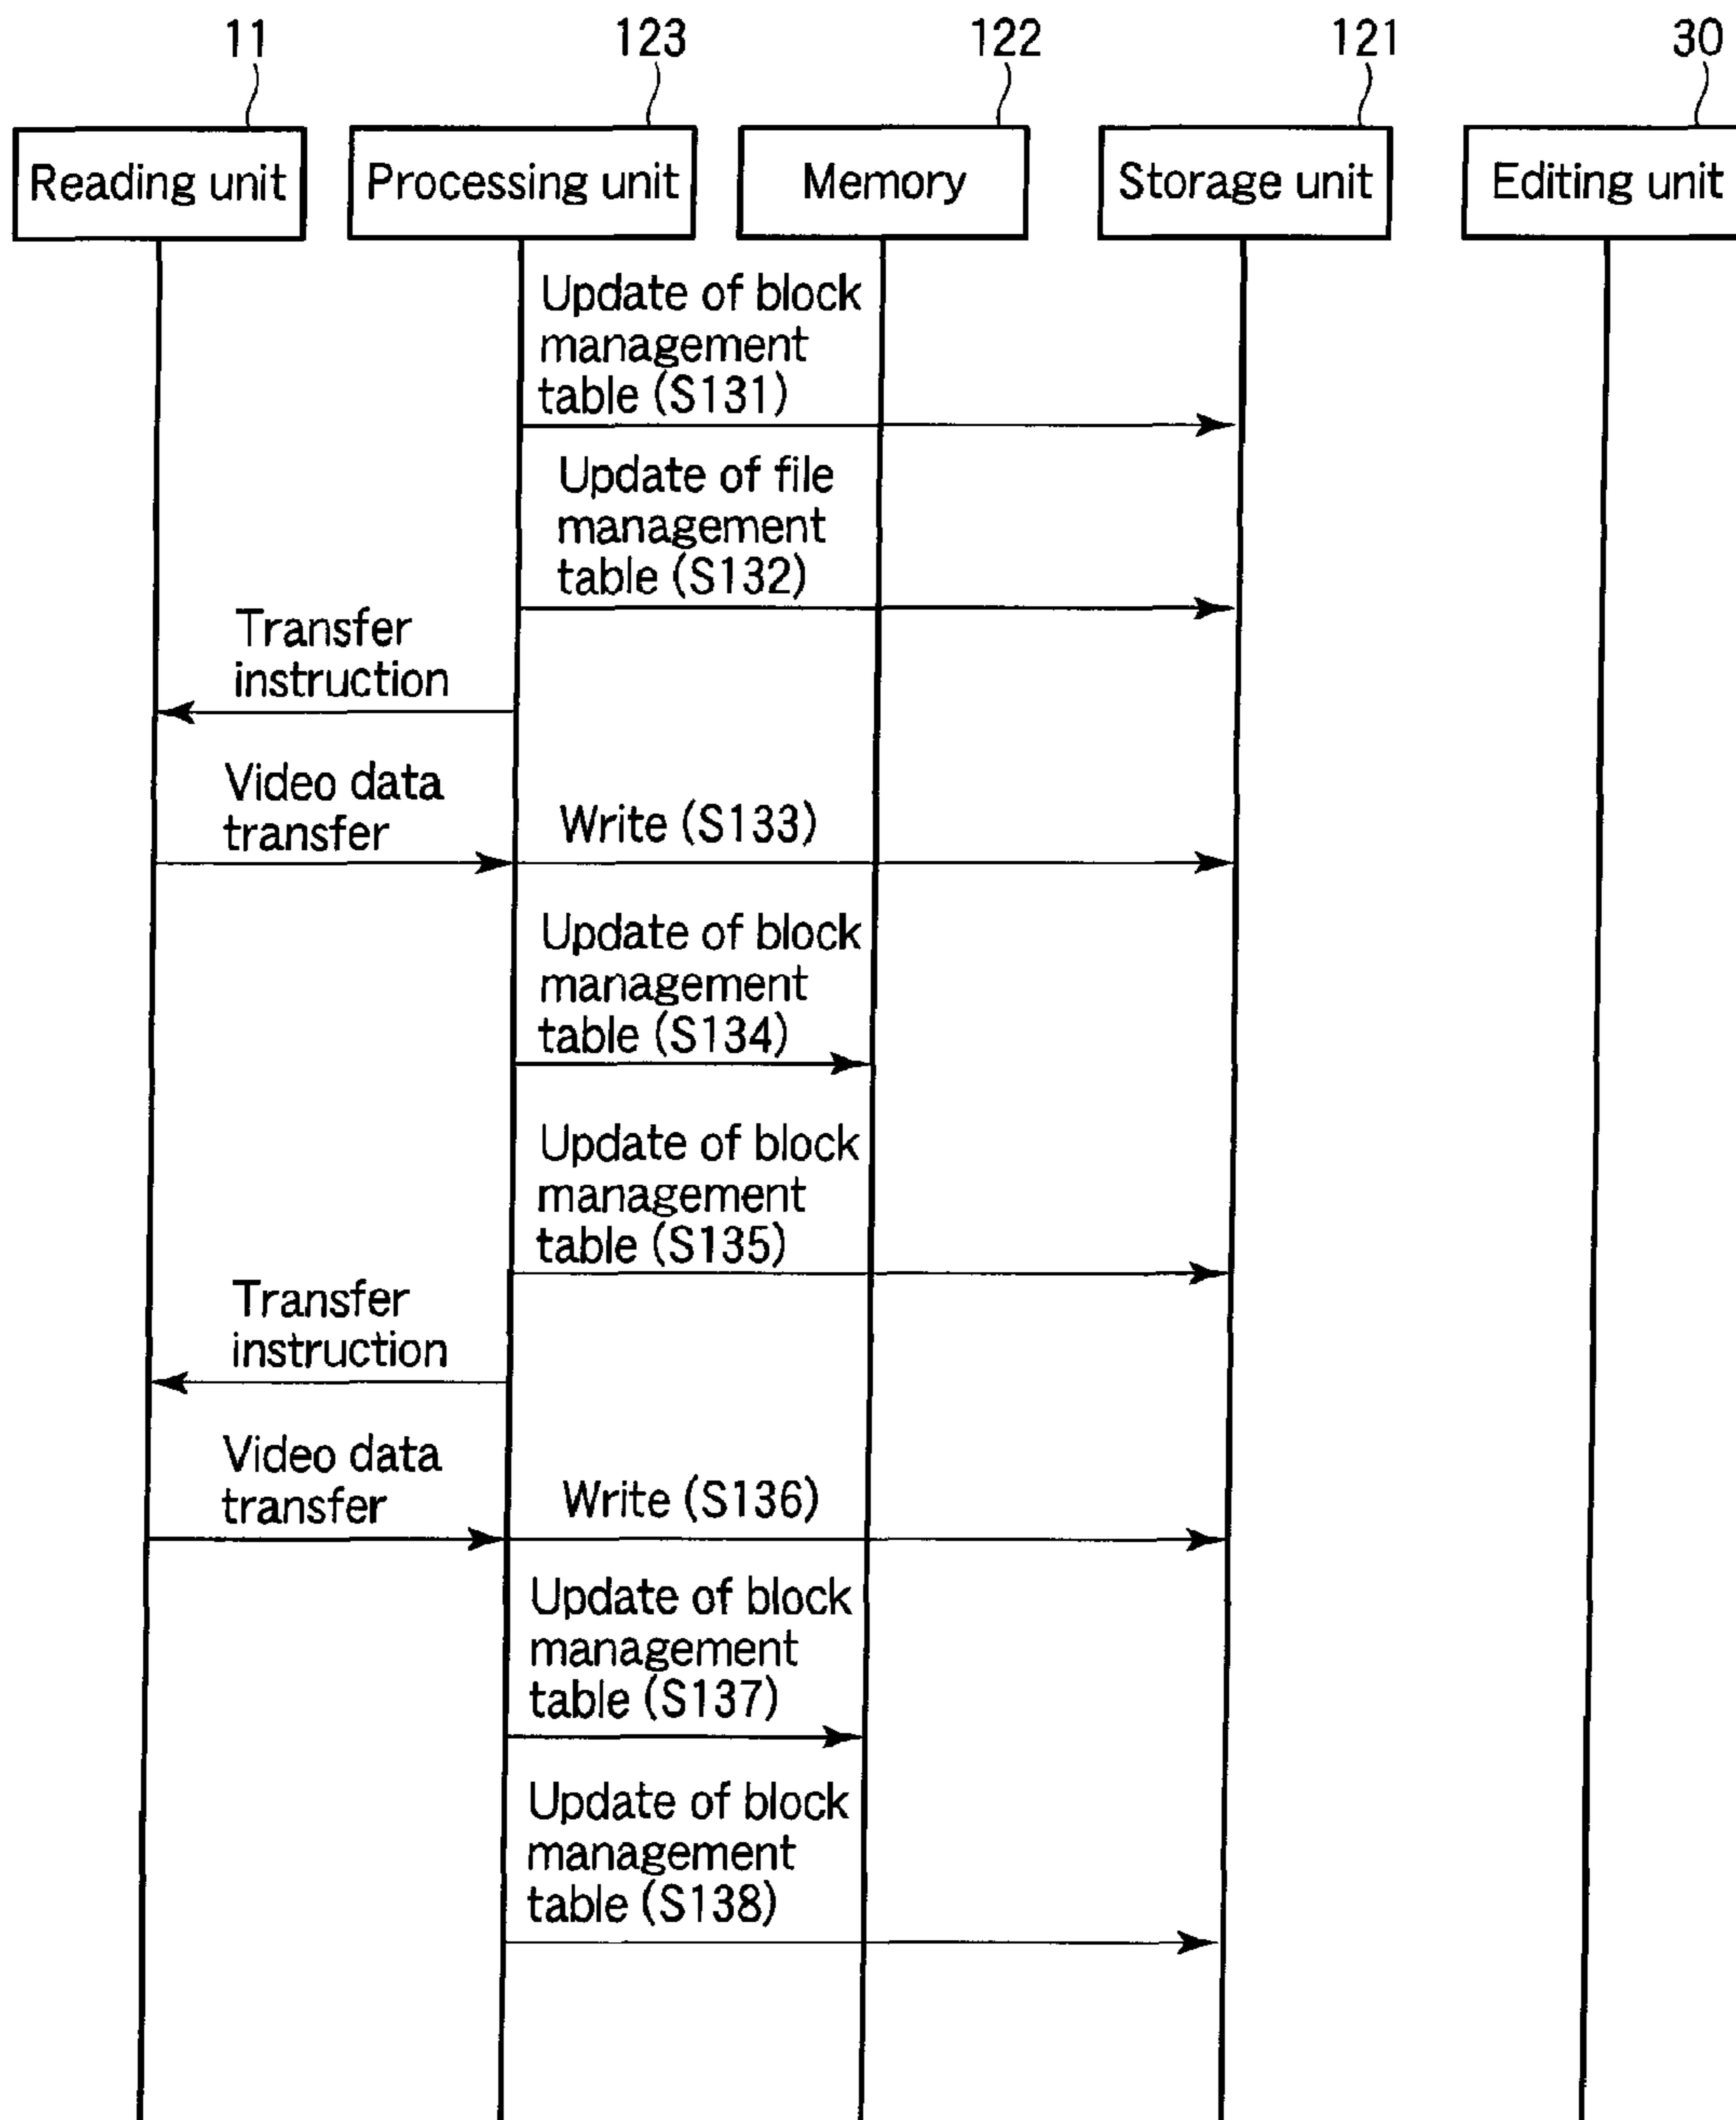 11
123
122
121
30
Reading unit
Processing unit
Memory
Storage unit
Editing unit
Update of block
management
table (S131)
Update of file
management
table (S132)
Transfer
instruction
Video data
transfer
Write (S133)
Update of block
management
table (S134)
Update of block
management
table (S135)
Transfer
instruction
Video data
transfer
Write (S136)
Update of block
management
table (S137)
Update of block
management
table (S138)